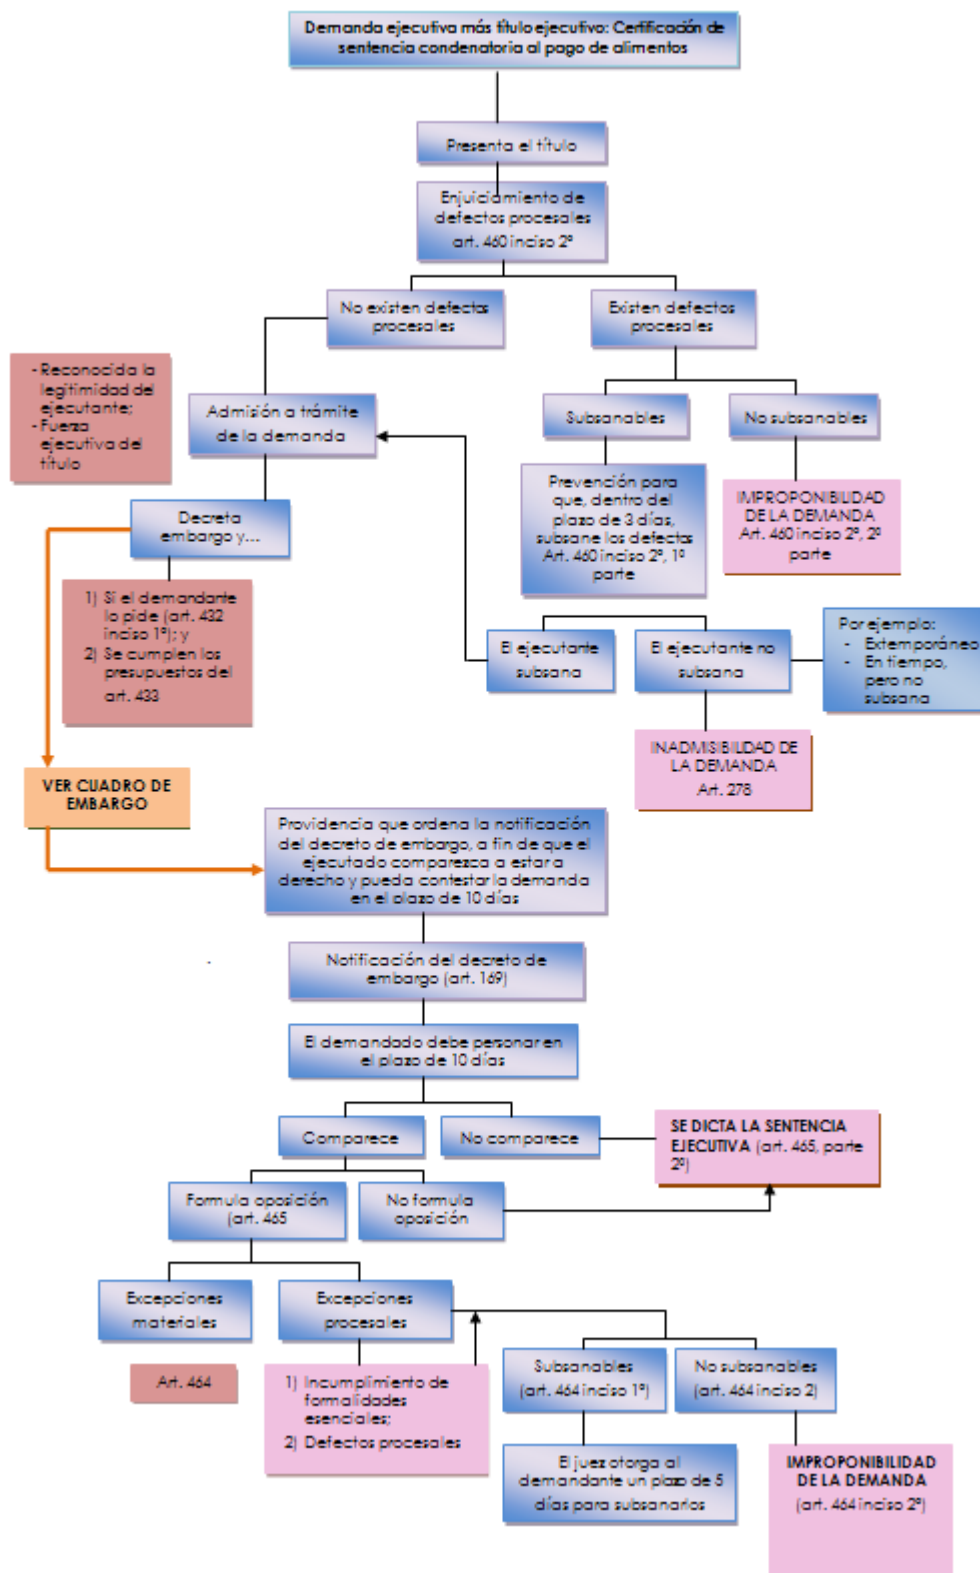 Demanda ejecutiva más título ejecutivo: Certificación de
sentencia condenatoria al pago de alimentos
Presenta el título
Enjuiciamiento de
defectos procesales
art. 460 inciso 2º
No existen defectos
procesales
Existen defectos
procesales
- Reconocida la
legitimidad del
ejecutante;
- Fuerza
ejecutiva del
título
Admisión a trámite
de la demanda
Subsanables
No subsanables
Prevención para
que, dentro del
plazo de 3 días,
subsane los defectos
Art. 460 inciso 2º, 1º
parte
IMPROPONIBILIDAD
DE LA DEMANDA
Art. 460 inciso 2º, 2º
parte
Decreta
embargo y...
1) Si el demandante
lo pide (art. 432
inciso 1º); y
2) Se cumplen los
presupuestos del
art. 433
El ejecutante
subsana
El ejecutante no
subsana
Por ejemplo:
- Extemporáneo
- En tiempo,
pero no
subsana
INADMISIBILIDAD DE
LA DEMANDA
Art. 278
VER CUADRO DE
EMBARGO
Providencia que ordena la notificación
del decreto de embargo, a fin de que el
ejecutado comparezca a estar a
derecho y pueda contestar la demanda
en el plazo de 10 días
Notificación del decreto de
embargo (art. 169)
El demandado debe personar en
el plazo de 10 días
Comparece
No comparece
SE DICTA LA SENTENCIA
EJECUTIVA (art. 465, parte
2º)
Formula oposición
(art. 465
No formula
oposición
Excepciones
materiales
Excepciones
procesales
Art. 464
1) Incumplimiento de
formalidades
esenciales;
2) Defectos procesales
Subsanables
(art. 464 inciso 1º)
No subsanables
(art. 464 inciso 2)
El juez otorga al
demandante un plazo de 5
días para subsanarlos
IMPROPONIBILIDAD
DE LA DEMANDA
(art. 464 inciso 2º)